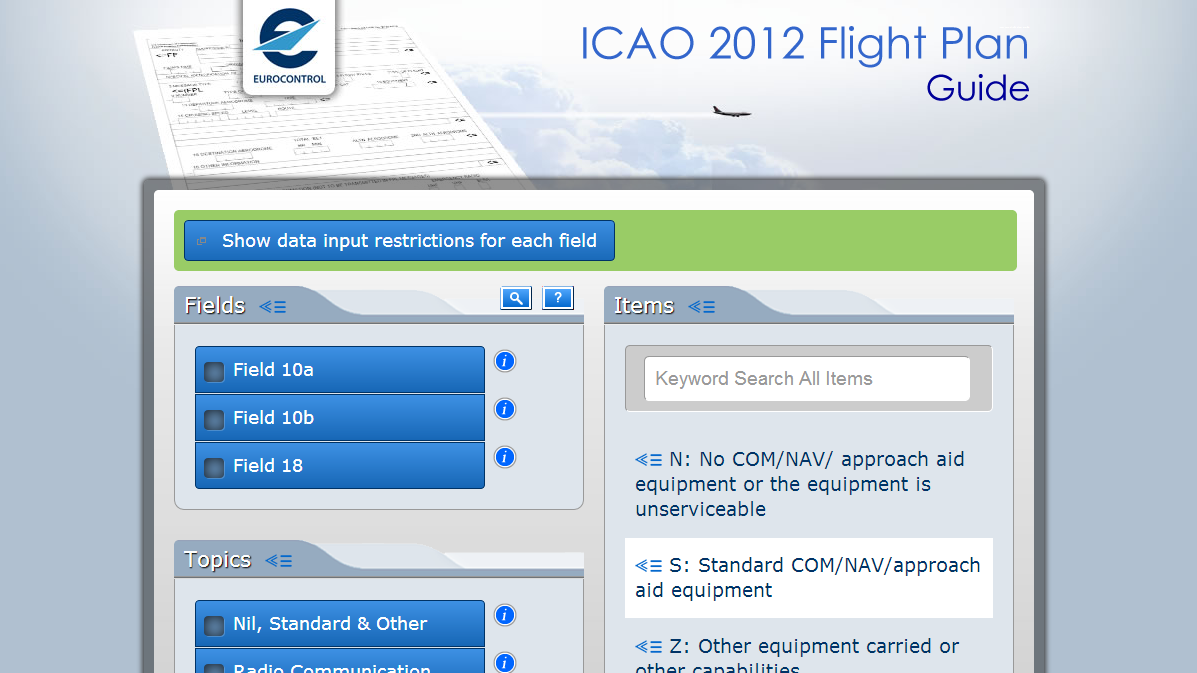 EUROCONTROL
ICAO 2012 Flight Plan
Guide
Show data input restrictions for each field
Fields
?
Field 10a
i
Field 10b
i
Field 18
i
Topics
Nil, Standard & Other
i
Radio Communication
i
Items
Keyword Search All Items
N: No COM/NAV/ approach aid
equipment or the equipment is
unserviceable
S: Standard COM/NAV/approach
aid equipment
Z: Other equipment carried or
other capabilities